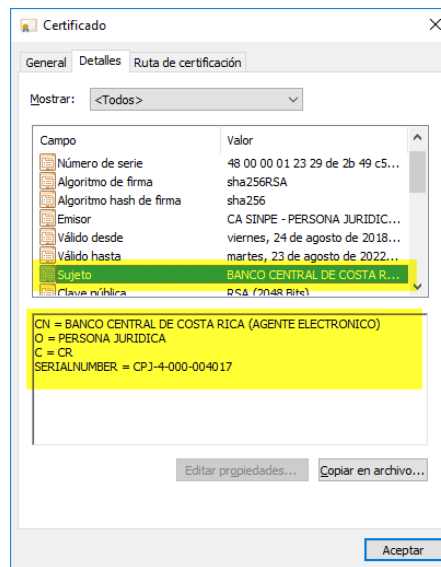 Certificado
General Detalles Ruta de certificación
Mostrar: <Todos>
Campo Valor
Número de serie 48 00 00 01 23 29 de 2b 49 c5...
Algoritmo de firma sha256RSA
Algoritmo hash de firma sha256
Emisor CA SINPE - PERSONA JURIDIC...
Válido desde viernes, 24 de agosto de 2018...
Válido hasta martes, 23 de agosto de 2022...
Sujeto BANCO CENTRAL DE COSTA R...
Clave pública RSA (2048 Bits)
CN = BANCO CENTRAL DE COSTA RICA (AGENTE ELECTRONICO)
O = PERSONA JURIDICA
C = CR
SERIALNUMBER = CPJ-4-000-004017
Editar propiedades... Copiar en archivo...
Aceptar